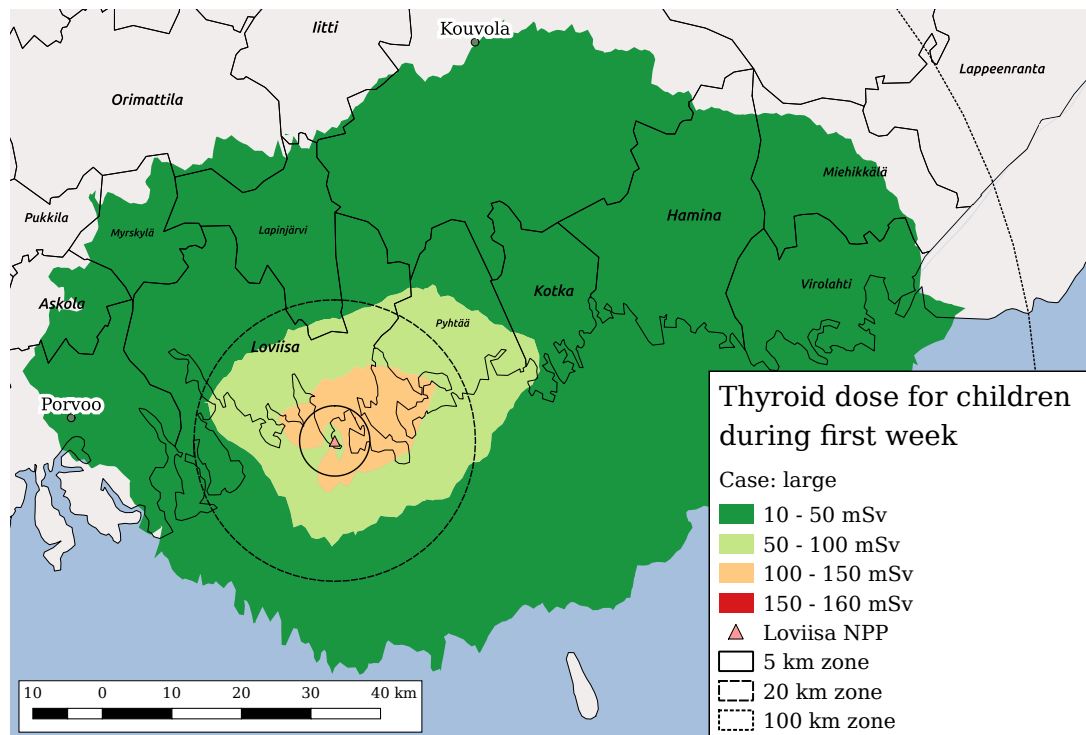 Iitti
Kouvola
Lappeenranta
Orimattila
Miehikkälä
Pukkila
Myrskylä
Lapinjärvi
Hamina
Askola
Kotka
Virolahti
Pyhtää
Loviisa
Porvoo
Thyroid dose for children
during first week
Case: large
10 - 50 mSv
50 - 100 mSv
100 - 150 mSv
150 - 160 mSv
Loviisa NPP
5 km zone
20 km zone
100 km zone
10 0 10 20 30 40 km